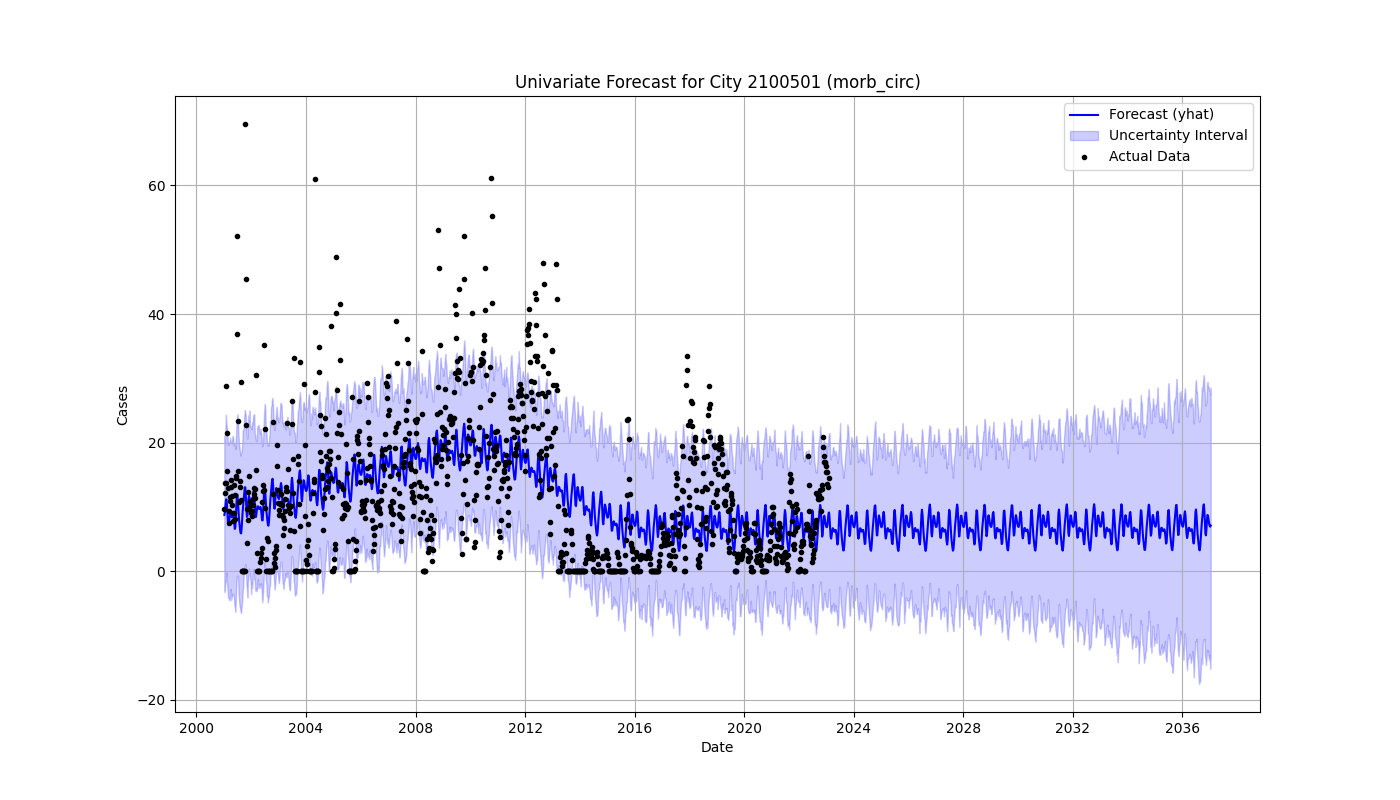 Univariate Forecast for City 2100501 (morb_circ)
Forecast (yhat)
Uncertainty Interval
Actual Data
Cases
60
40
20
0
−20
2000 2004 2008 2012 2016 2020 2024 2028 2032 2036
Date